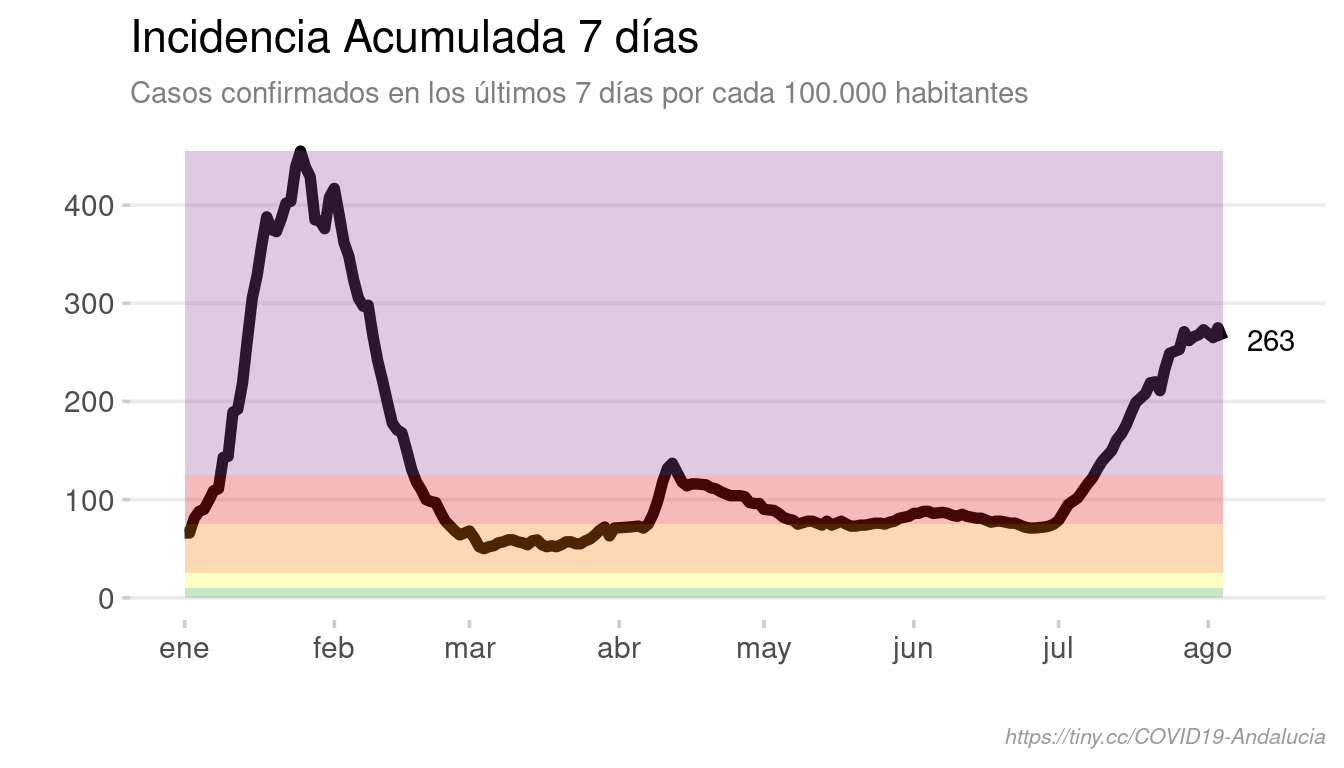 Incidencia Acumulada 7 días
Casos confirmados en los últimos 7 días por cada 100.000 habitantes
400
300
263
200
100
0
ene feb mar abr may jun jul ago
https://tiny.cc/COVID19-Andalucia